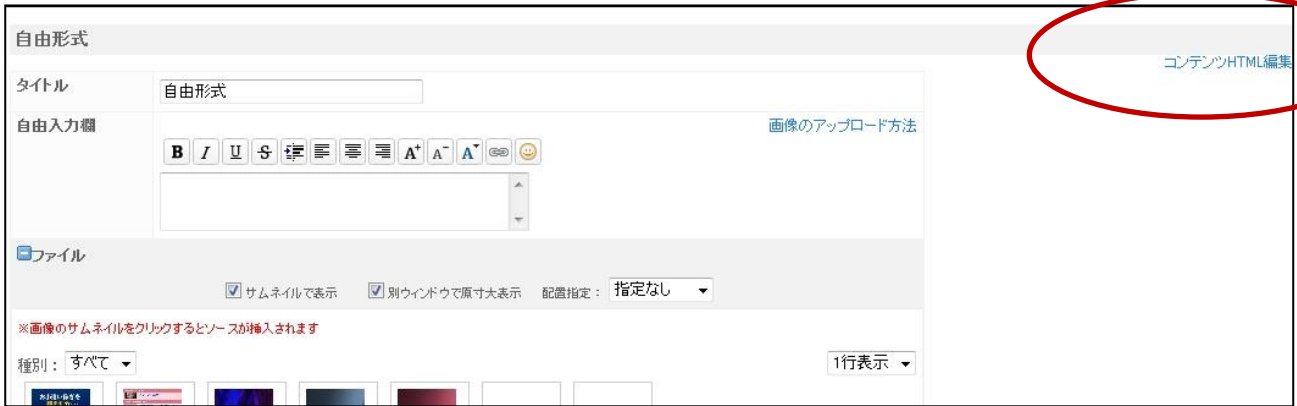 自由形式
コンテンツHTML編集
タイトル
自由形式
自由入力欄
画像のアップロード方法
B I U S A+ A- A
ファイル
サムネイルで表示 別ウィンドウで原寸大表示 配置指定： 指定なし
※画像のサムネイルをクリックするとソースが挿入されます
種別： すべて 1行表示